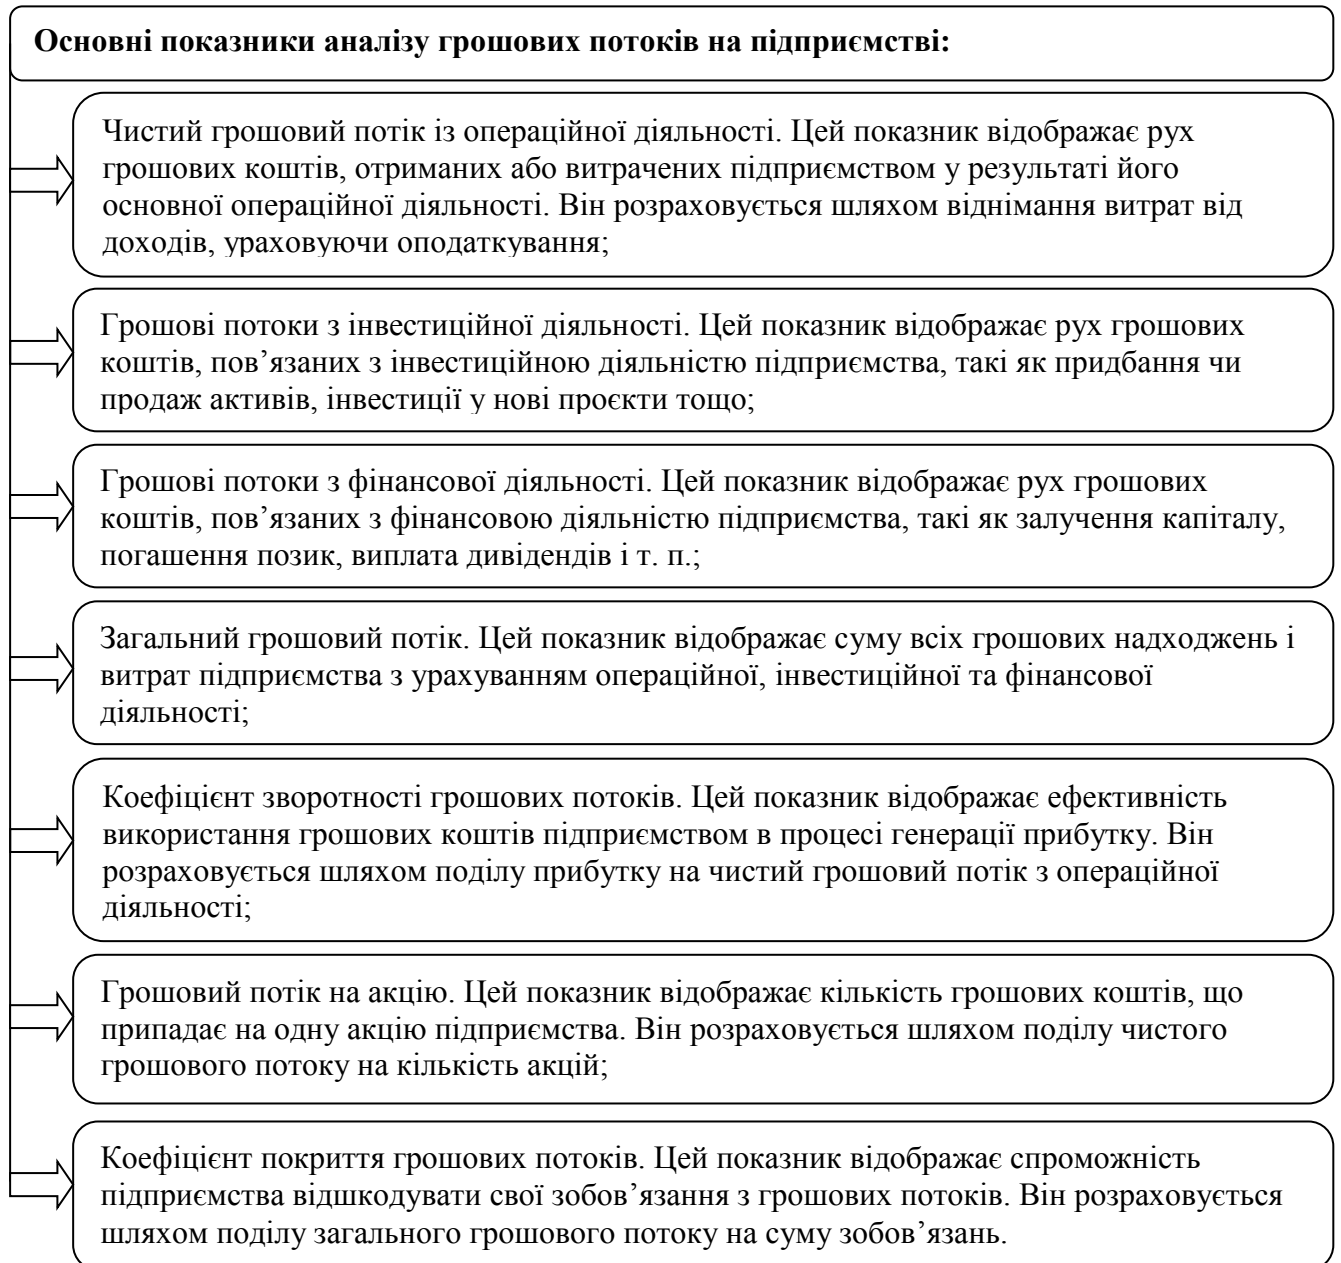 Основні показники аналізу грошових потоків на підприємстві:
Чистий грошовий потік із операційної діяльності. Цей показник відображає рух
грошових коштів, отриманих або витрачених підприємством у результаті його
основної операційної діяльності. Він розраховується шляхом віднімання витрат від
доходів, ураховуючи оподаткування;
Грошові потоки з інвестиційної діяльності. Цей показник відображає рух грошових
коштів, пов’язаних з інвестиційною діяльністю підприємства, такі як придбання чи
продаж активів, інвестиції у нові проєкти тощо;
Грошові потоки з фінансової діяльності. Цей показник відображає рух грошових
коштів, пов’язаних з фінансовою діяльністю підприємства, такі як залучення капіталу,
погашення позик, виплата дивідендів і т. п.;
Загальний грошовий потік. Цей показник відображає суму всіх грошових надходжень і
витрат підприємства з урахуванням операційної, інвестиційної та фінансової
діяльності;
Коефіцієнт зворотності грошових потоків. Цей показник відображає ефективність
використання грошових коштів підприємством в процесі генерації прибутку. Він
розраховується шляхом поділу прибутку на чистий грошовий потік з операційної
діяльності;
Грошовий потік на акцію. Цей показник відображає кількість грошових коштів, що
припадає на одну акцію підприємства. Він розраховується шляхом поділу чистого
грошового потоку на кількість акцій;
Коефіцієнт покриття грошових потоків. Цей показник відображає спроможність
підприємства відшкодувати свої зобов’язання з грошових потоків. Він розраховується
шляхом поділу загального грошового потоку на суму зобов’язань.